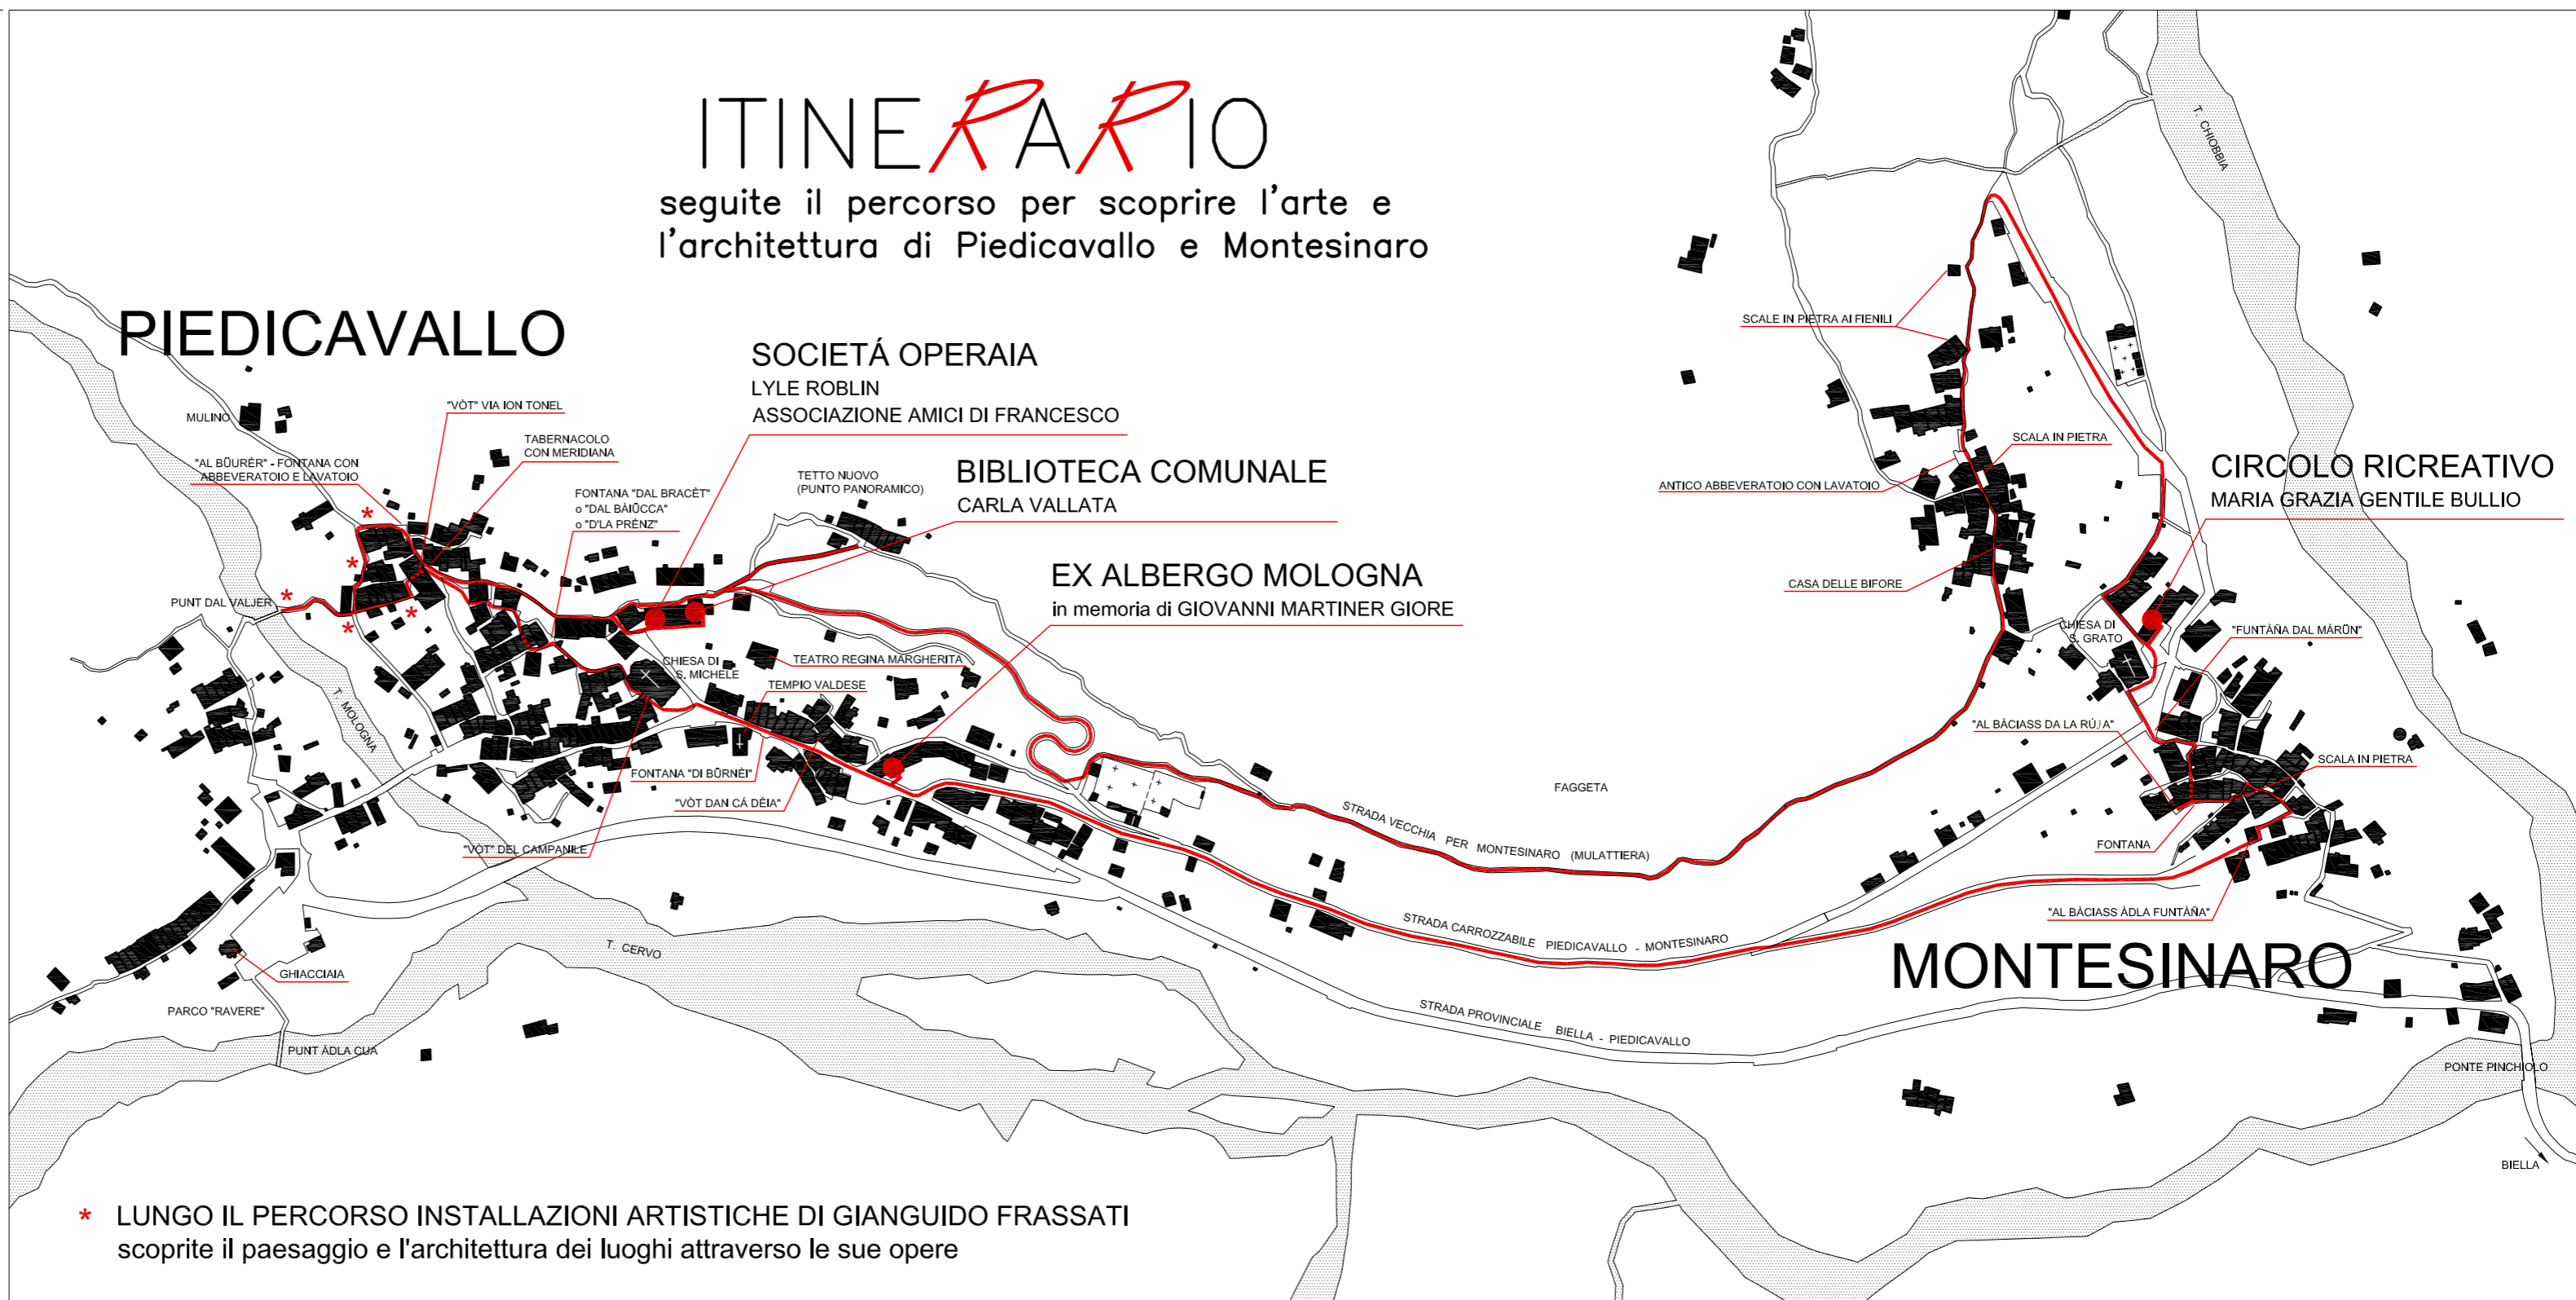 ITINERARIO
seguite il percorso per scoprire l'arte e
l'architettura di Piedicavallo e Montesinaro
PIEDICAVALLO
SOCIETÁ OPERAIA
LYLE ROBLIN
ASSOCIAZIONE AMICI DI FRANCESCO
BIBLIOTECA COMUNALE
CARLA VALLATA
EX ALBERGO MOLOGNA
in memoria di GIOVANNI MARTINER GIORE
MULINO
"VÒT" VIA ION TONEL
TABERNACOLO
CON MERIDIANA
"AL BÜURÈR" - FONTANA CON
ABBEVERATOIO E LAVATOIO
FONTANA "DAL BRACÈT"
o "DAL BÀIÜCCA"
o "D'LA PRÈNZ"
TETTO NUOVO
(PUNTO PANORAMICO)
PUNT DAL VALJER
T. MOLOGNA
CHIESA DI
S. MICHELE
TEATRO REGINA MARGHERITA
TEMPIO VALDESE
FONTANA "DI BÜRNÈI"
"VÒT DAN CÁ DÈIA"
"VÒT" DEL CAMPANILE
GHIACCIAIA
PARCO "RAVERE"
PUNT ÀDLA CUA
T. CERVO
STRADA VECCHIA PER MONTESINARO (MULATTIERA)
FAGGETA
STRADA CARROZZABILE PIEDICAVALLO - MONTESINARO
STRADA PROVINCIALE BIELLA - PIEDICAVALLO
T. CHIOBBIA
SCALE IN PIETRA AI FIENILI
SCALA IN PIETRA
ANTICO ABBEVERATOIO CON LAVATOIO
CASA DELLE BIFORE
CIRCOLO RICREATIVO
MARIA GRAZIA GENTILE BULLIO
CHIESA DI
S. GRATO
"FUNTÀÑA DAL MÀRÜN"
"AL BÀCIASS DA LA RÚJA"
SCALA IN PIETRA
FONTANA
"AL BÀCIASS ÀDLA FUNTÀÑA"
MONTESINARO
PONTE PINCHIOLO
BIELLA
* LUNGO IL PERCORSO INSTALLAZIONI ARTISTICHE DI GIANGUIDO FRASSATI
scoprite il paesaggio e l'architettura dei luoghi attraverso le sue opere